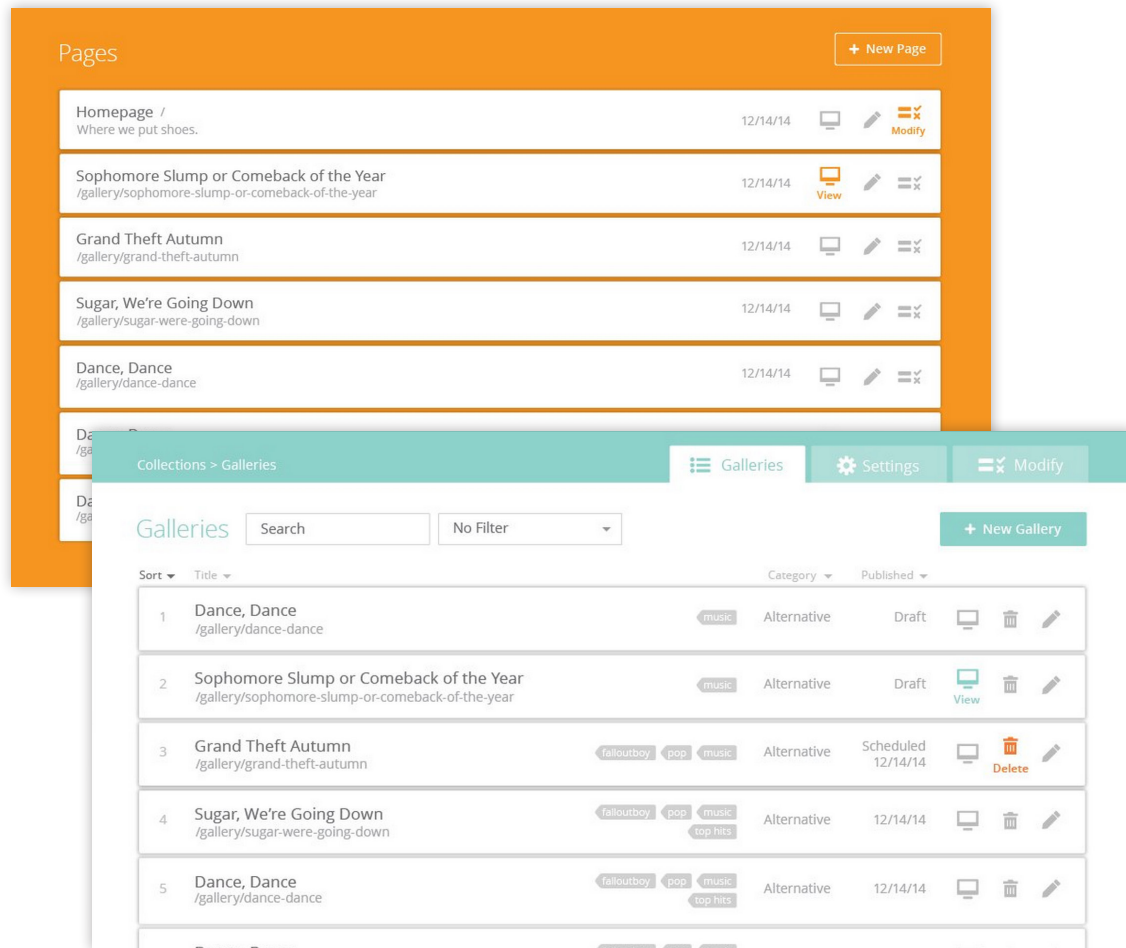 Pages
+ New Page
Homepage /
Where we put shoes.
12/14/14
Modify
Sophomore Slump or Comeback of the Year
/gallery/sophomore-slump-or-comeback-of-the-year
12/14/14
View
Grand Theft Autumn
/gallery/grand-theft-autumn
12/14/14
Sugar, We're Going Down
/gallery/sugar-were-going-down
12/14/14
Dance, Dance
/gallery/dance-dance
12/14/14
Collections > Galleries
Galleries
Settings
Modify
Galleries
Search
No Filter
+ New Gallery
Sort
Title
Category
Published
1
Dance, Dance
/gallery/dance-dance
music
Alternative
Draft
2
Sophomore Slump or Comeback of the Year
/gallery/sophomore-slump-or-comeback-of-the-year
music
Alternative
Draft
View
3
Grand Theft Autumn
/gallery/grand-theft-autumn
falloutboy pop music
Alternative
Scheduled
12/14/14
Delete
4
Sugar, We're Going Down
/gallery/sugar-were-going-down
falloutboy pop music
top hits
Alternative
12/14/14
5
Dance, Dance
/gallery/dance-dance
falloutboy pop music
top hits
Alternative
12/14/14